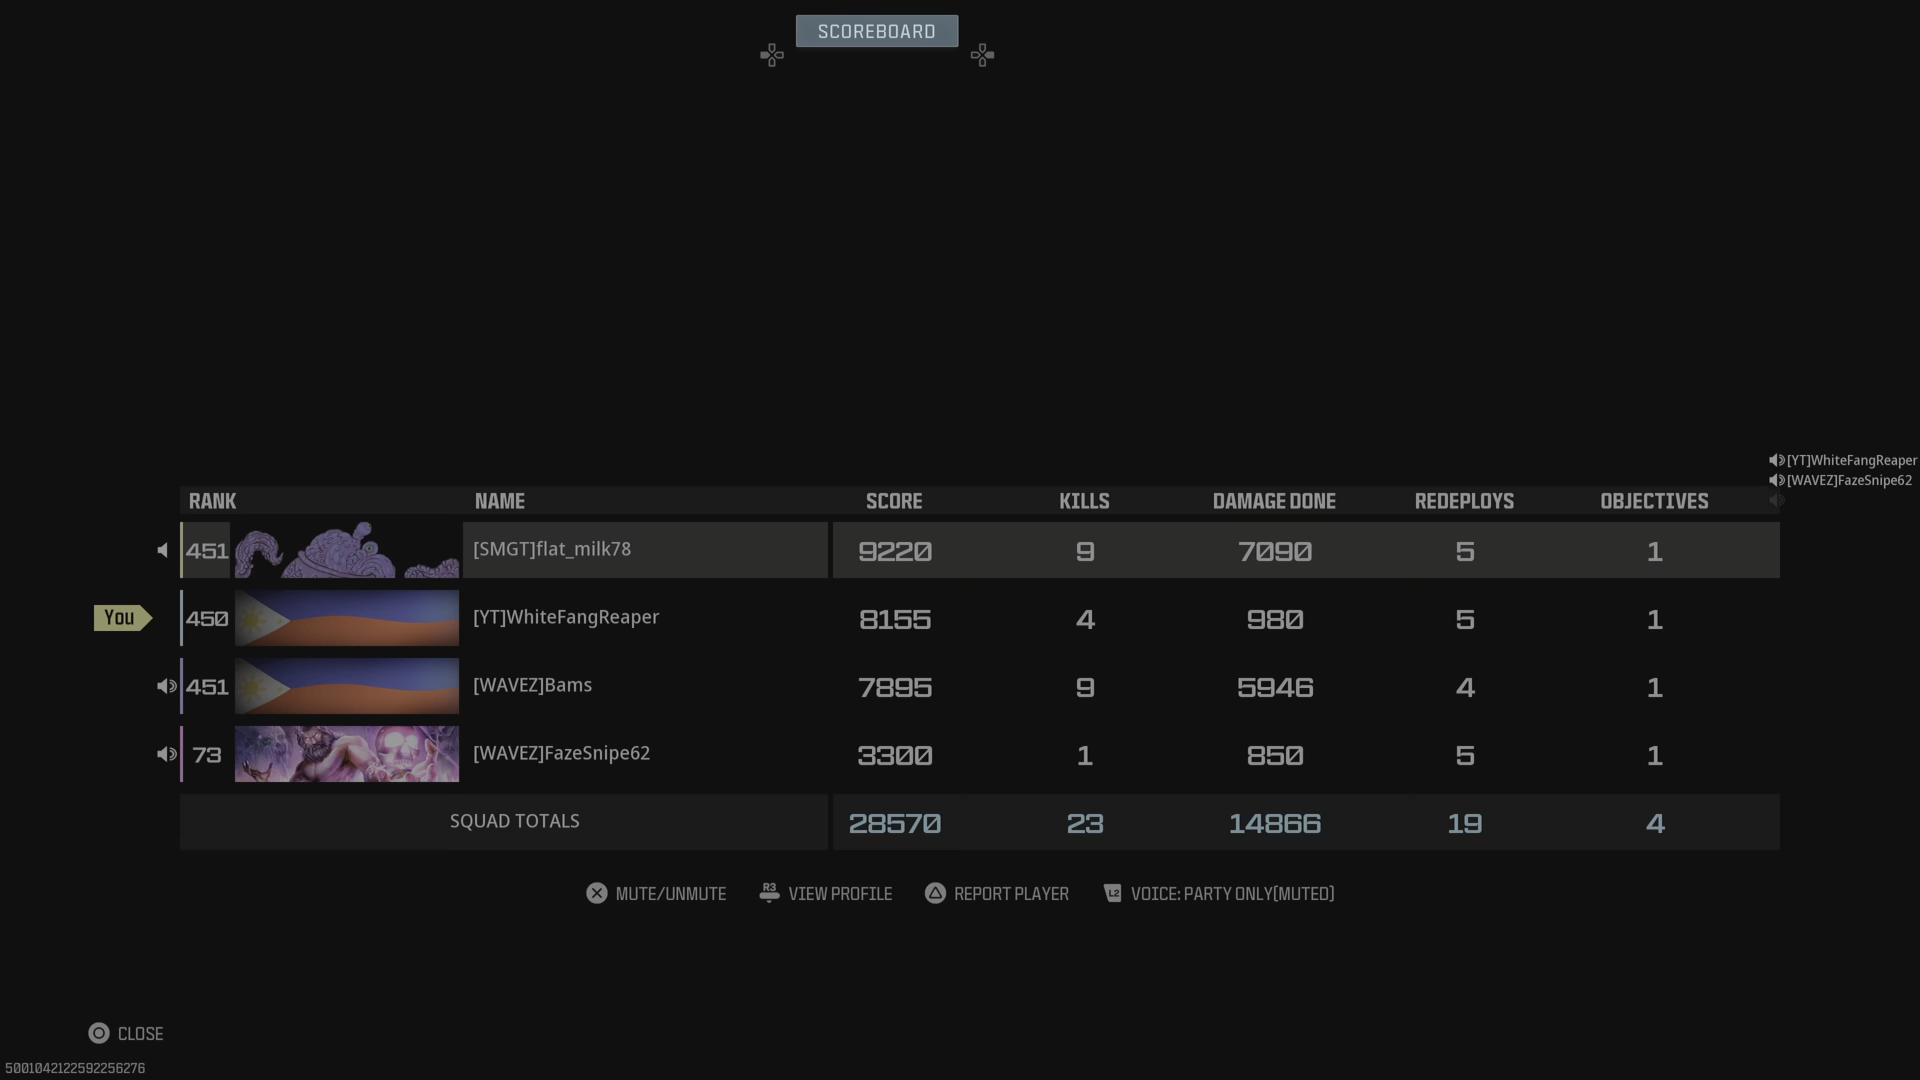 SCOREBOARD
[YT]WhiteFangReaper
[WAVEZ]FazeSnipe62
RANK NAME SCORE KILLS DAMAGE DONE REDEPLOYS OBJECTIVES
451 [SMGT]flat_milk78 9220 9 7090 5 1
You 450 [YT]WhiteFangReaper 8155 4 980 5 1
451 [WAVEZ]Bams 7895 9 5946 4 1
73 [WAVEZ]FazeSnipe62 3300 1 850 5 1
SQUAD TOTALS 28570 23 14866 19 4
MUTE/UNMUTE R3 VIEW PROFILE REPORT PLAYER L2 VOICE: PARTY ONLY[MUTED]
CLOSE
5001042122592256276